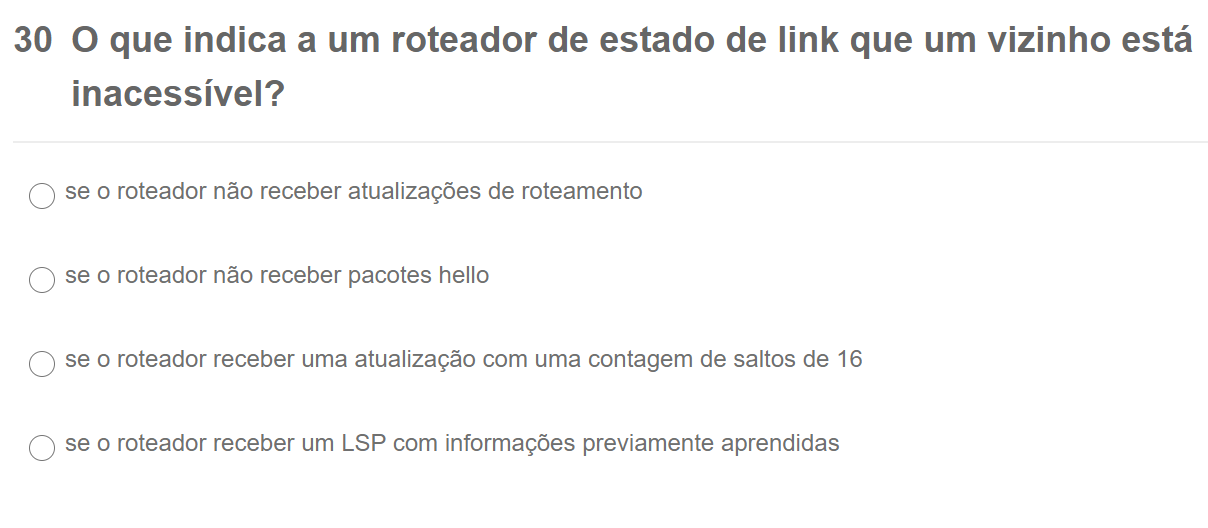 30 O que indica a um roteador de estado de link que um vizinho está
inacessível?
se o roteador não receber atualizações de roteamento
se o roteador não receber pacotes hello
se o roteador receber uma atualização com uma contagem de saltos de 16
se o roteador receber um LSP com informações previamente aprendidas